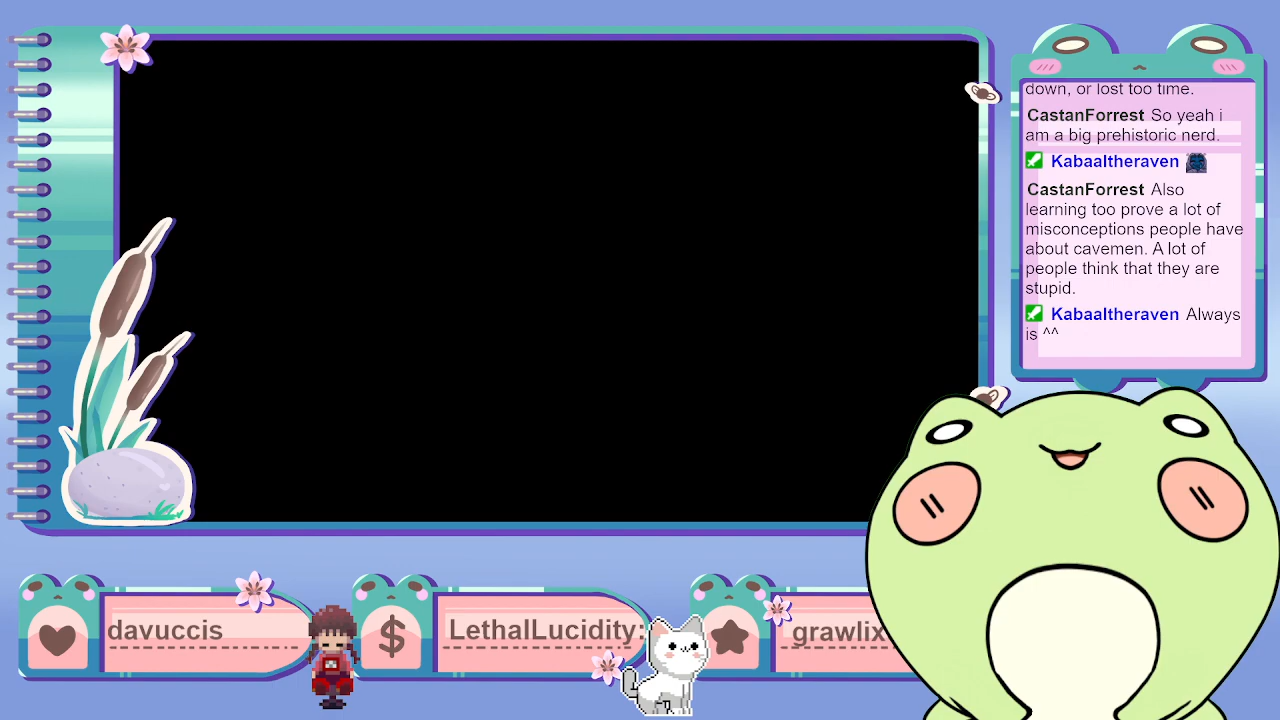 down, or lost too time.
CastanForrest So yeah i
am a big prehistoric nerd.
Kabaaltheraven
CastanForrest Also
learning too prove a lot of
misconceptions people have
about cavemen. A lot of
people think that they are
stupid.
Kabaaltheraven Always
is ^^
davuccis
$
LethalLucidity:
grawlix